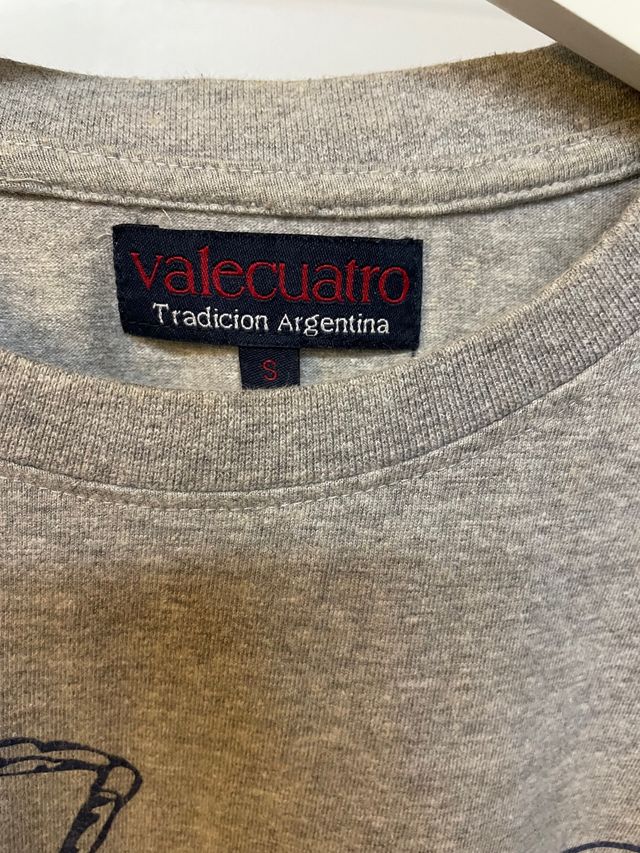 valecuatro
Tradicion Argentina
S